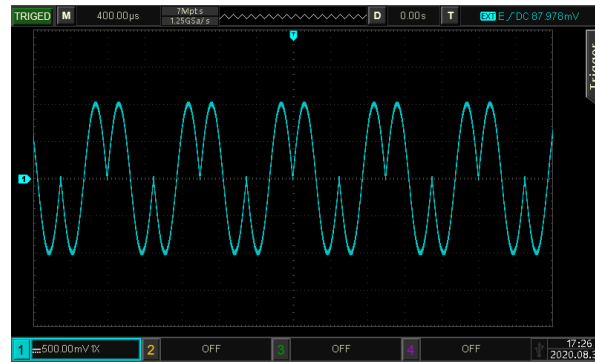 TRIGED M 400.00μs 7Mpts D 0.00s T EXT E DC 87.978mV
1.25GSa/s
T
Trigger
1
1 500.00mV 1X 2 OFF 3 OFF 4 OFF 17:26
2020.08.3